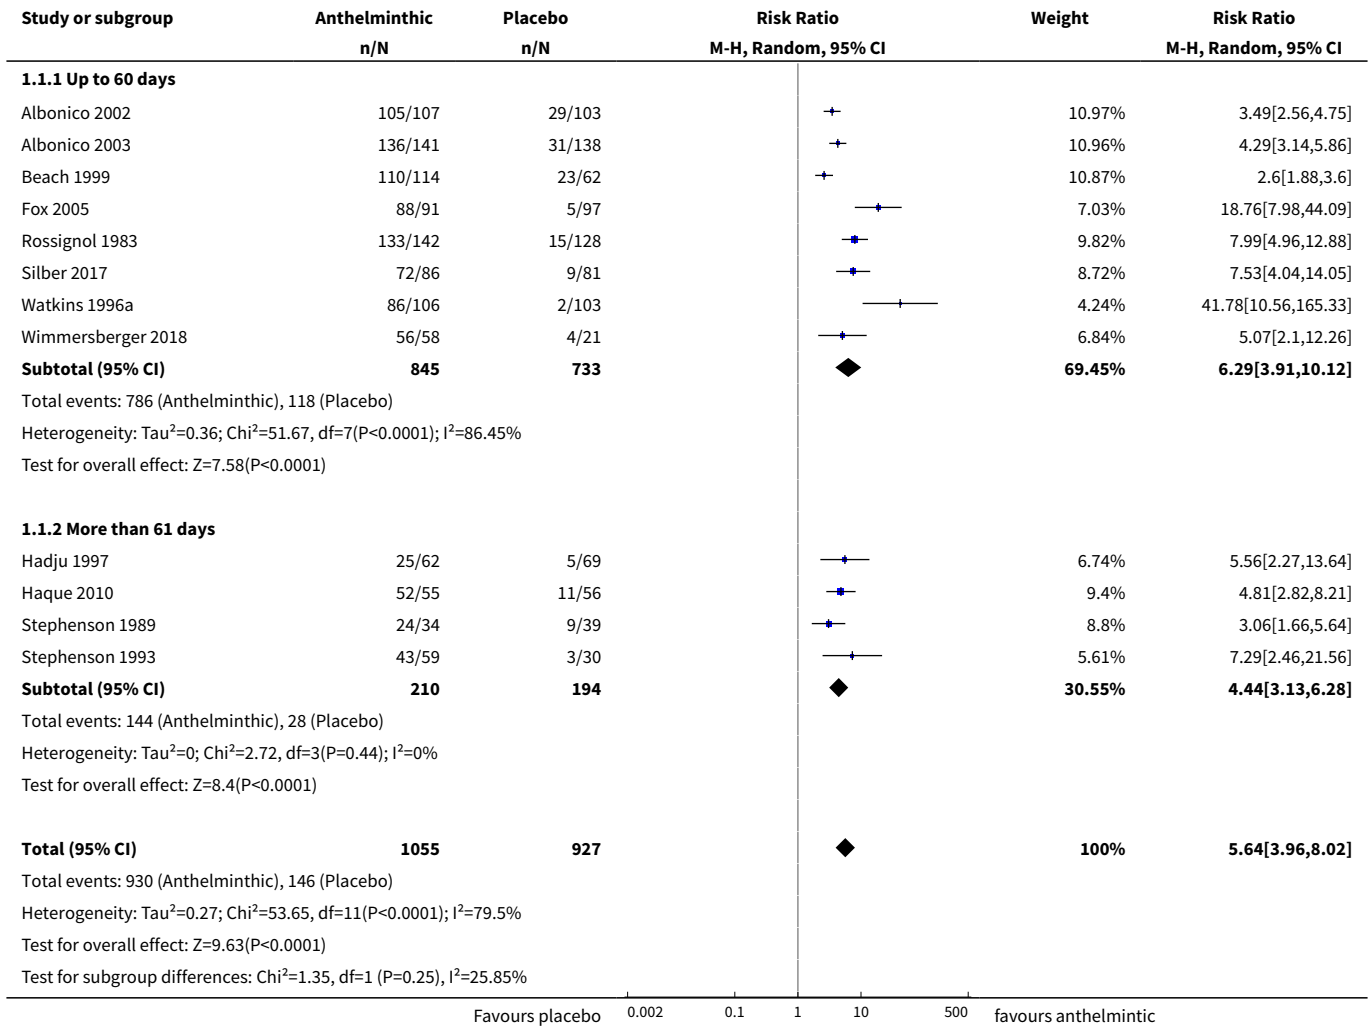 Study or subgroup Anthelminthic Placebo Risk Ratio Weight Risk Ratio
n/N n/N M-H, Random, 95% CI M-H, Random, 95% CI
1.1.1 Up to 60 days
Albonico 2002 105/107 29/103 10.97% 3.49[2.56,4.75]
Albonico 2003 136/141 31/138 10.96% 4.29[3.14,5.86]
Beach 1999 110/114 23/62 10.87% 2.6[1.88,3.6]
Fox 2005 88/91 5/97 7.03% 18.76[7.98,44.09]
Rossignol 1983 133/142 15/128 9.82% 7.99[4.96,12.88]
Silber 2017 72/86 9/81 8.72% 7.53[4.04,14.05]
Watkins 1996a 86/106 2/103 4.24% 41.78[10.56,165.33]
Wimmersberger 2018 56/58 4/21 6.84% 5.07[2.1,12.26]
Subtotal (95% CI) 845 733 69.45% 6.29[3.91,10.12]
Total events: 786 (Anthelminthic), 118 (Placebo)
Heterogeneity: Tau²=0.36; Chi²=51.67, df=7(P<0.0001); I²=86.45%
Test for overall effect: Z=7.58(P<0.0001)
1.1.2 More than 61 days
Hadju 1997 25/62 5/69 6.74% 5.56[2.27,13.64]
Haque 2010 52/55 11/56 9.4% 4.81[2.82,8.21]
Stephenson 1989 24/34 9/39 8.8% 3.06[1.66,5.64]
Stephenson 1993 43/59 3/30 5.61% 7.29[2.46,21.56]
Subtotal (95% CI) 210 194 30.55% 4.44[3.13,6.28]
Total events: 144 (Anthelminthic), 28 (Placebo)
Heterogeneity: Tau²=0; Chi²=2.72, df=3(P=0.44); I²=0%
Test for overall effect: Z=8.4(P<0.0001)
Total (95% CI) 1055 927 100% 5.64[3.96,8.02]
Total events: 930 (Anthelminthic), 146 (Placebo)
Heterogeneity: Tau²=0.27; Chi²=53.65, df=11(P<0.0001); I²=79.5%
Test for overall effect: Z=9.63(P<0.0001)
Test for subgroup differences: Chi²=1.35, df=1 (P=0.25), I²=25.85%
Favours placebo 0.002 0.1 1 10 500 favours anthelmintic